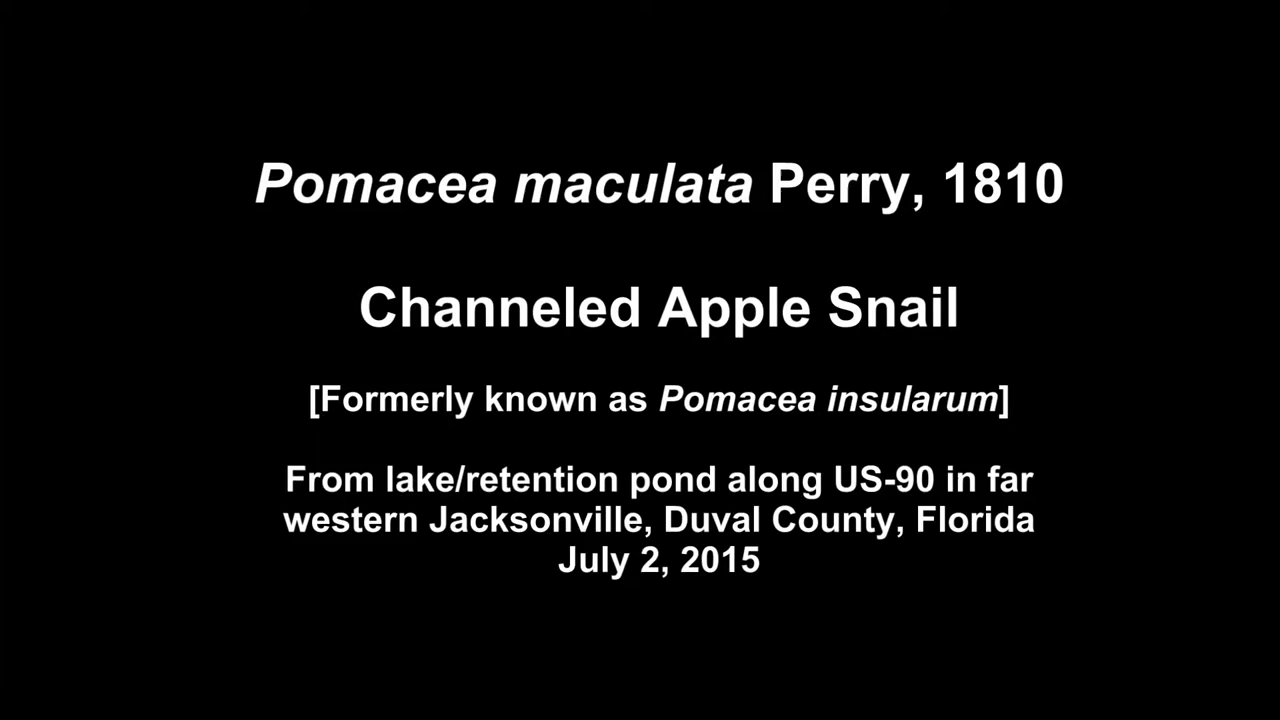 Pomacea maculata Perry, 1810
Channeled Apple Snail
[Formerly known as Pomacea insularum]
From lake/retention pond along US-90 in far
western Jacksonville, Duval County, Florida
July 2, 2015